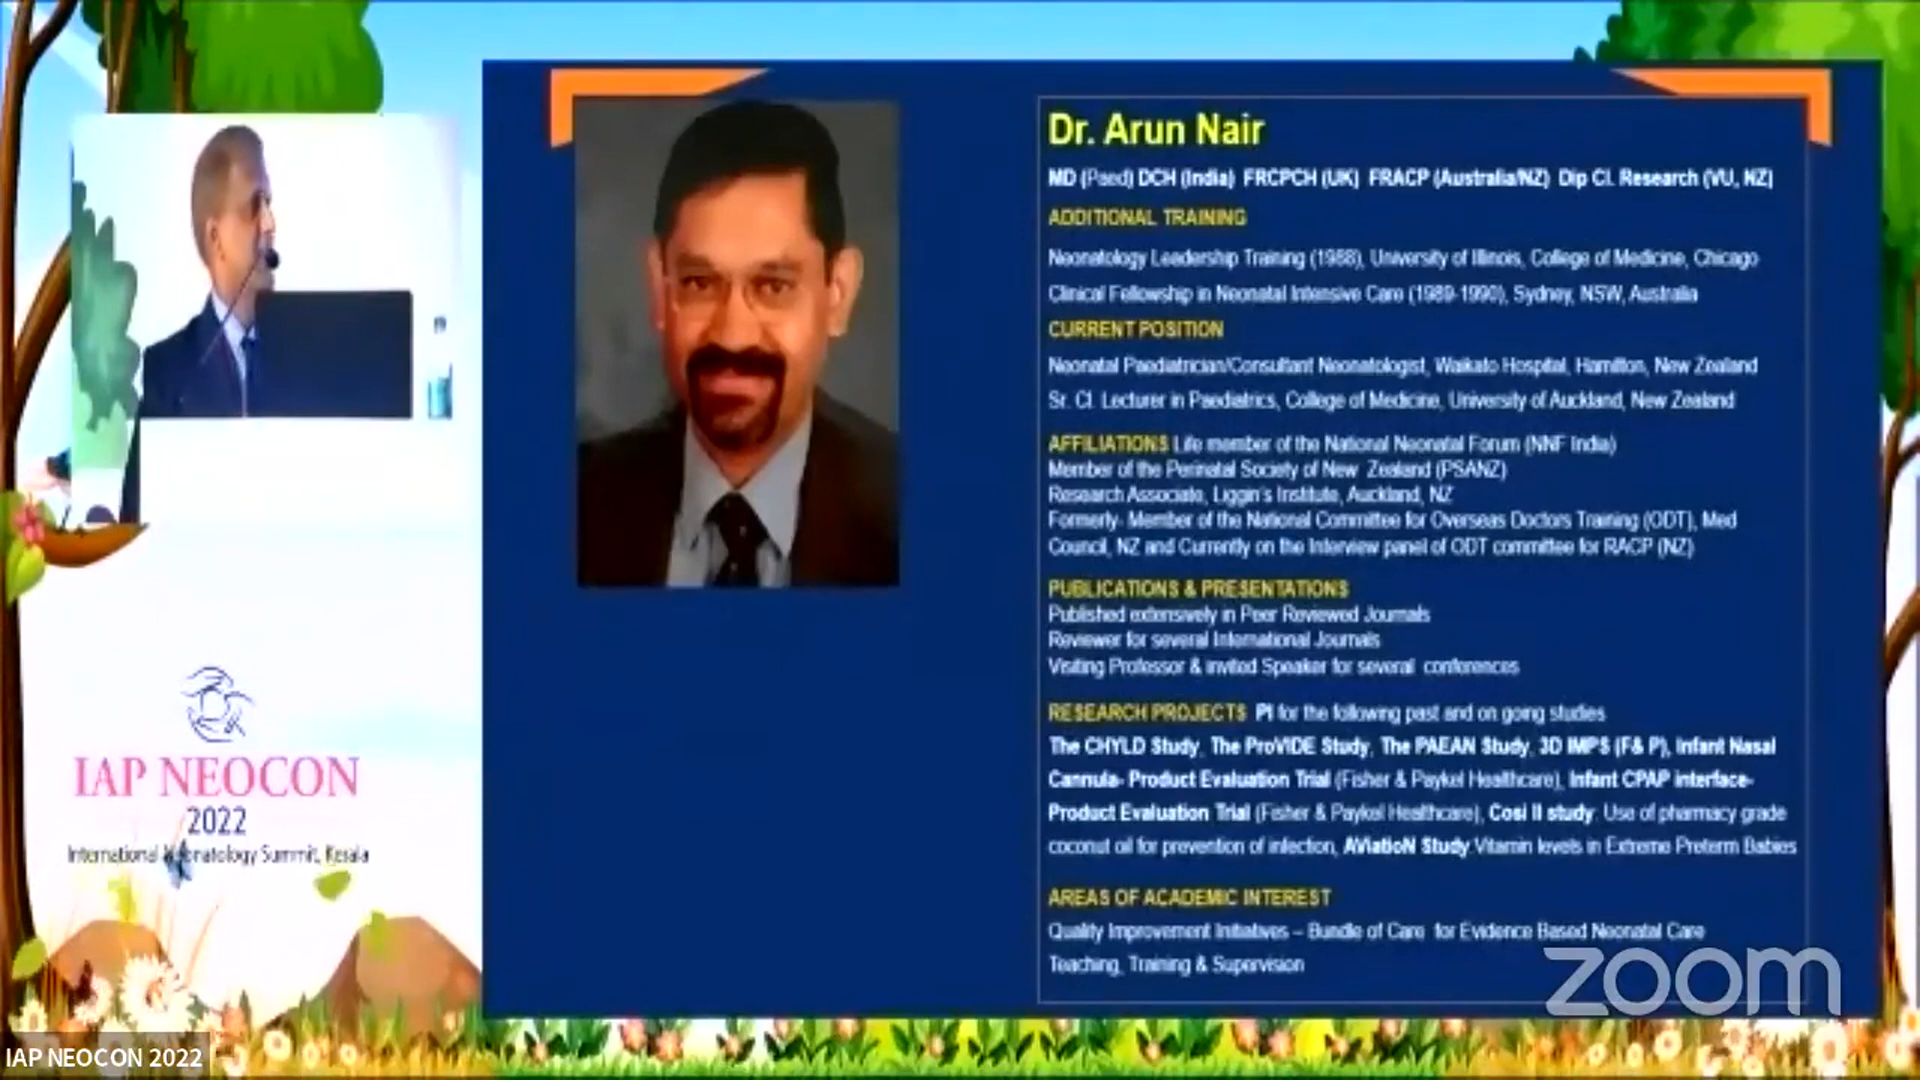 Dr. Arun Nair
MD (Paed) DCH (India) FRCPCH (UK) FRACP (Australia/NZ) Dip Cl. Research (VU, NZ)
ADDITIONAL TRAINING
Neonatology Leadership Training (1988), University of Illinois, College of Medicine, Chicago
Clinical Fellowship in Neonatal Intensive Care (1989-1990), Sydney, NSW, Australia
CURRENT POSITION
Neonatal Paediatrician/Consultant Neonatologist, Waikato Hospital, Hamilton, New Zealand
Sr. Cl. Lecturer in Paediatrics, College of Medicine, University of Auckland, New Zealand
AFFILIATIONS Life member of the National Neonatal Forum (NNF India)
Member of the Perinatal Society of New Zealand (PSANZ)
Research Associate, Liggin's Institute, Auckland, NZ
Formerly- Member of the National Committee for Overseas Doctors Training (ODT), Med
Council, NZ and Currently on the Interview panel of ODT committee for RACP (NZ)
PUBLICATIONS & PRESENTATIONS
Published extensively in Peer Reviewed Journals
Reviewer for several International Journals
Visiting Professor & invited Speaker for several conferences
RESEARCH PROJECTS PI for the following past and on going studies
The CHYLD Study, The ProVIDE Study, The PAEAN Study, 3D IMPS (F& P), Infant Nasal
Cannula- Product Evaluation Trial (Fisher & Paykel Healthcare), Infant CPAP interface-
Product Evaluation Trial (Fisher & Paykel Healthcare), Cosi II study: Use of pharmacy grade
coconut oil for prevention of infection, AViatioN Study Vitamin levels in Extreme Preterm Babies
AREAS OF ACADEMIC INTEREST
Quality Improvement Initiatives – Bundle of Care for Evidence Based Neonatal Care
Teaching, Training & Supervision
IAP NEOCON
2022
International Neonatology Summit, Kerala
zoom
IAP NEOCON 2022